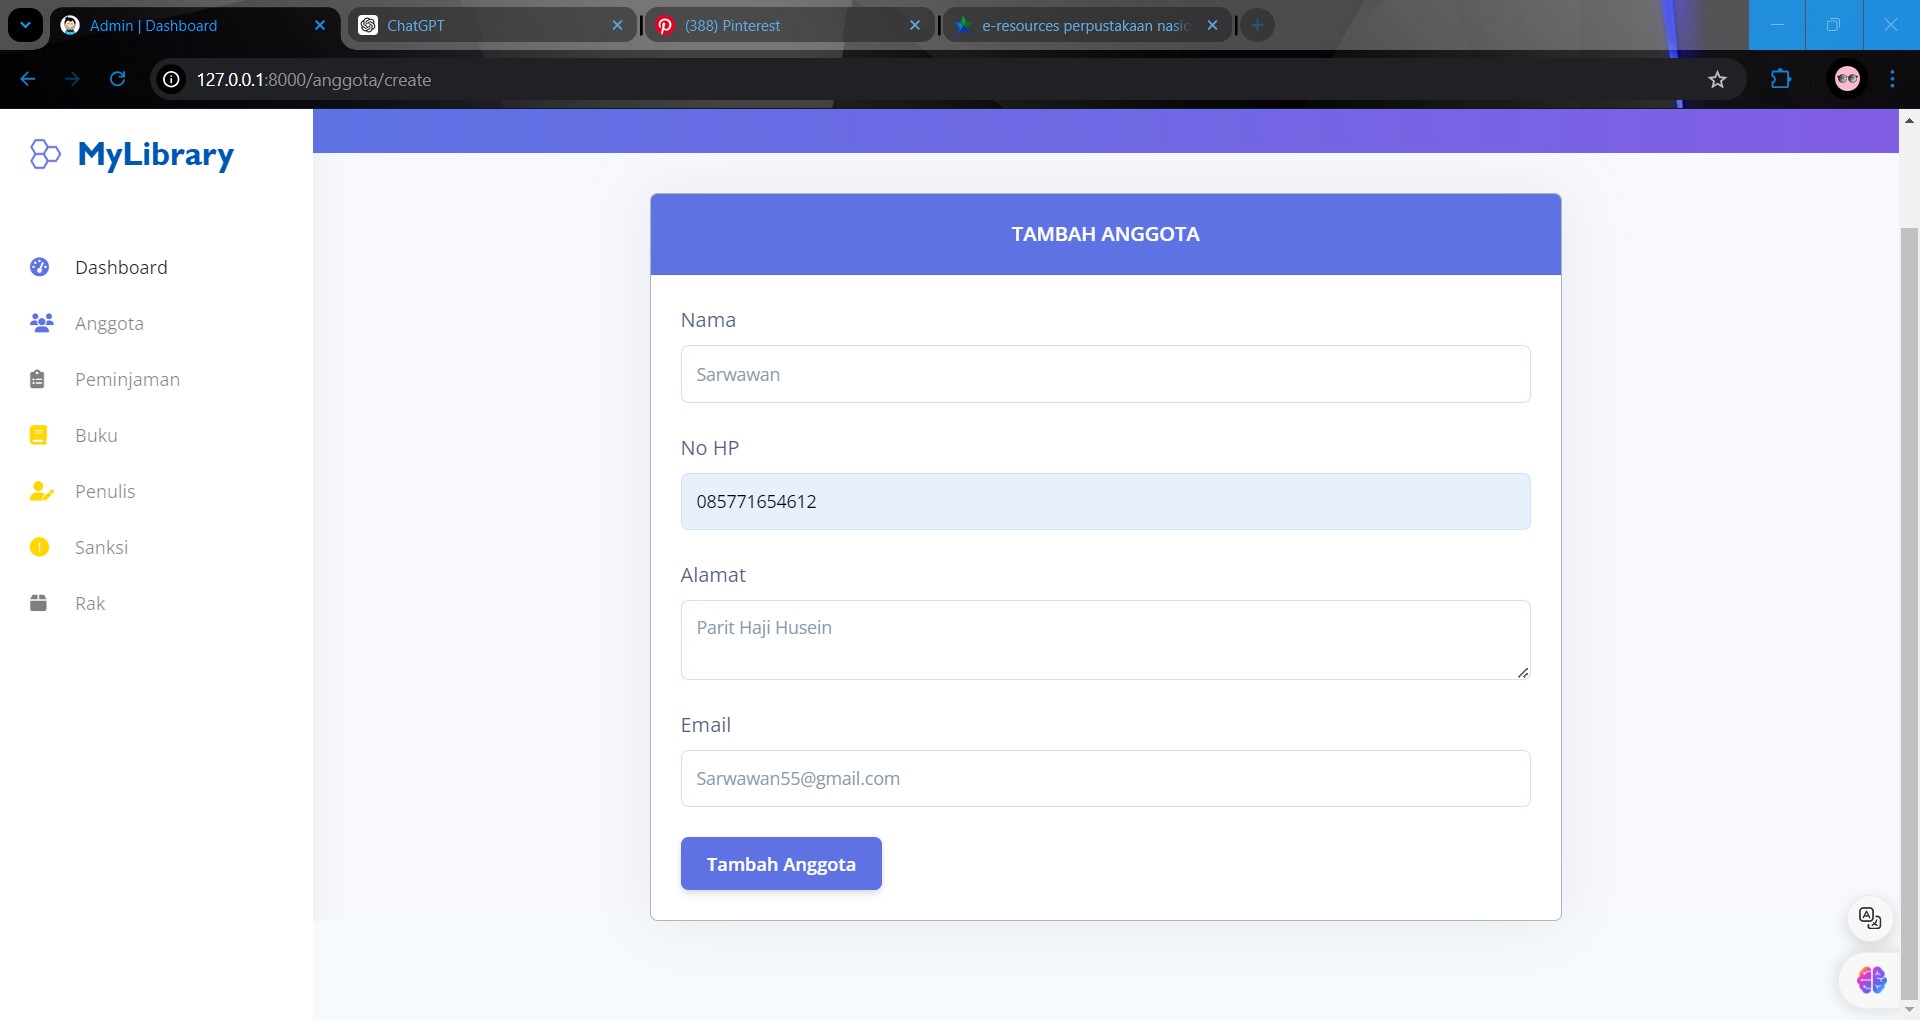 Admin | Dashboard
ChatGPT
(388) Pinterest
e-resources perpustakaan nasio
127.0.0.1:8000/anggota/create
MyLibrary
Dashboard
Anggota
Peminjaman
Buku
Penulis
Sanksi
Rak
TAMBAH ANGGOTA
Nama
Sarwawan
No HP
085771654612
Alamat
Parit Haji Husein
Email
Sarwawan55@gmail.com
Tambah Anggota